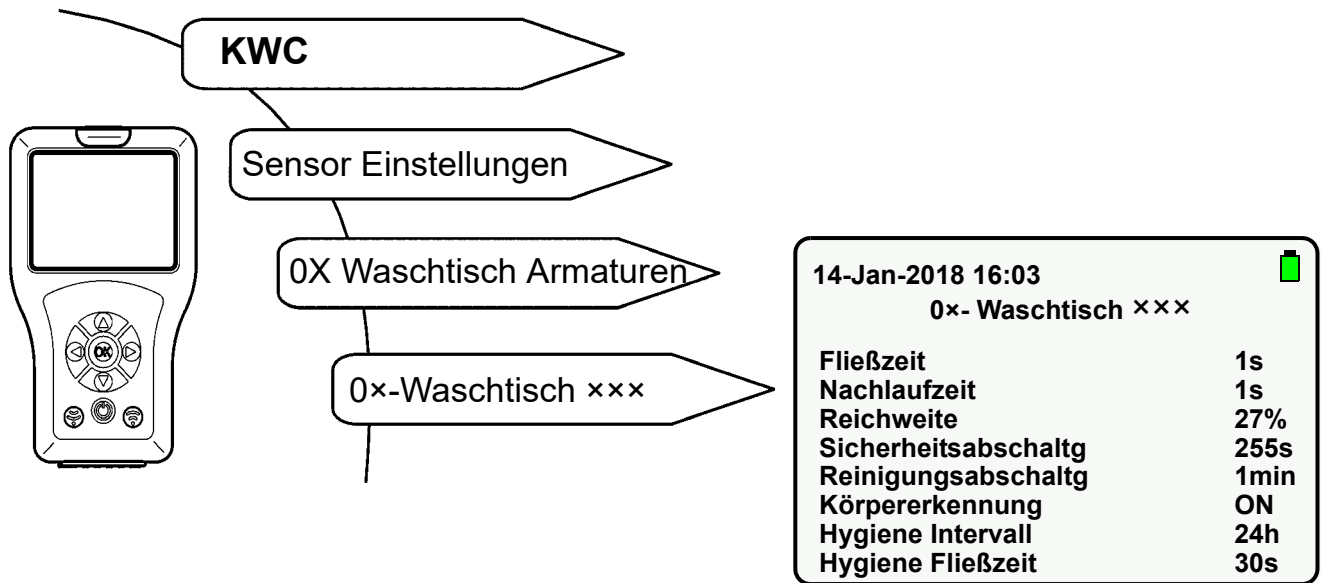 KWC
Sensor Einstellungen
0X Waschtisch Armaturen
0×-Waschtisch ×××
OK
14-Jan-2018 16:03
0×- Waschtisch ×××
Fließzeit 1s
Nachlaufzeit 1s
Reichweite 27%
Sicherheitsabschaltg 255s
Reinigungsabschaltg 1min
Körpererkennung ON
Hygiene Intervall 24h
Hygiene Fließzeit 30s